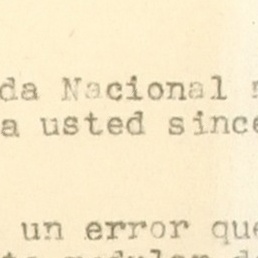 da Nacional
a usted since
un error que